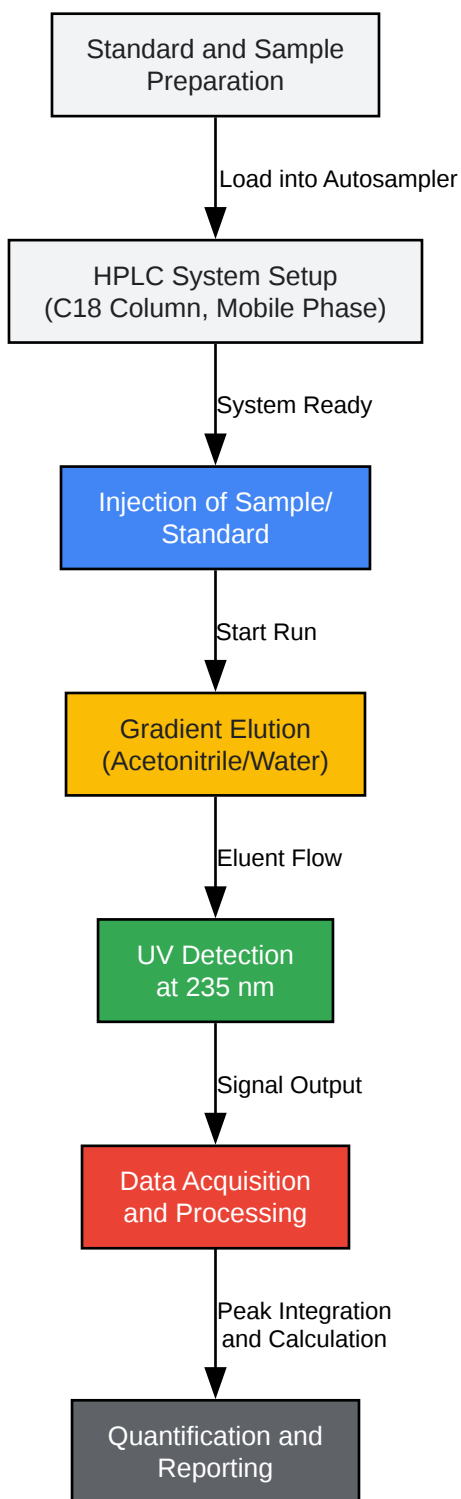 Standard and Sample
Preparation
Load into Autosampler
HPLC System Setup
(C18 Column, Mobile Phase)
System Ready
Injection of Sample/
Standard
Start Run
Gradient Elution
(Acetonitrile/Water)
Eluent Flow
UV Detection
at 235 nm
Signal Output
Data Acquisition
and Processing
Peak Integration
and Calculation
Quantification and
Reporting